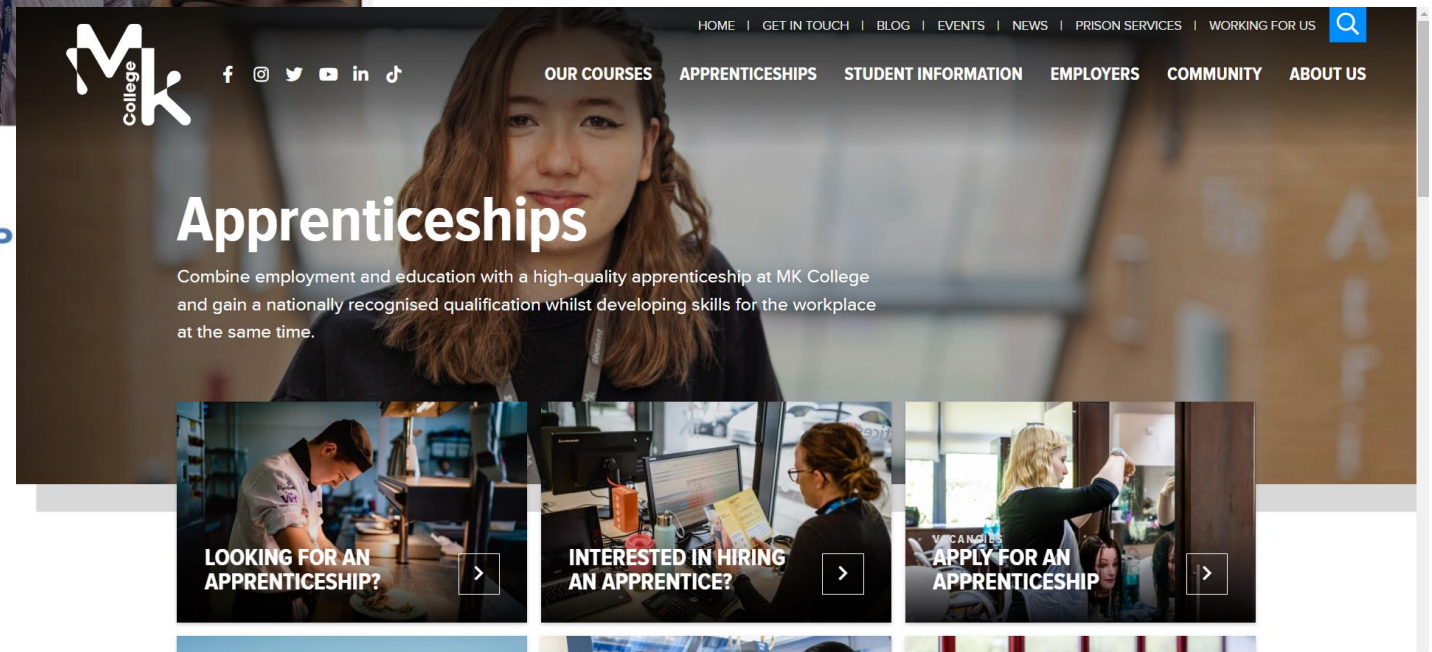 HOME | GET IN TOUCH | BLOG | EVENTS | NEWS | PRISON SERVICES | WORKING FOR US
MK
College
OUR COURSES APPRENTICESHIPS STUDENT INFORMATION EMPLOYERS COMMUNITY ABOUT US
Apprenticeships
Combine employment and education with a high-quality apprenticeship at MK College
and gain a nationally recognised qualification whilst developing skills for the workplace
at the same time.
LOOKING FOR AN
APPRENTICESHIP?
INTERESTED IN HIRING
AN APPRENTICE?
VACANCIES
APPLY FOR AN
APPRENTICESHIP